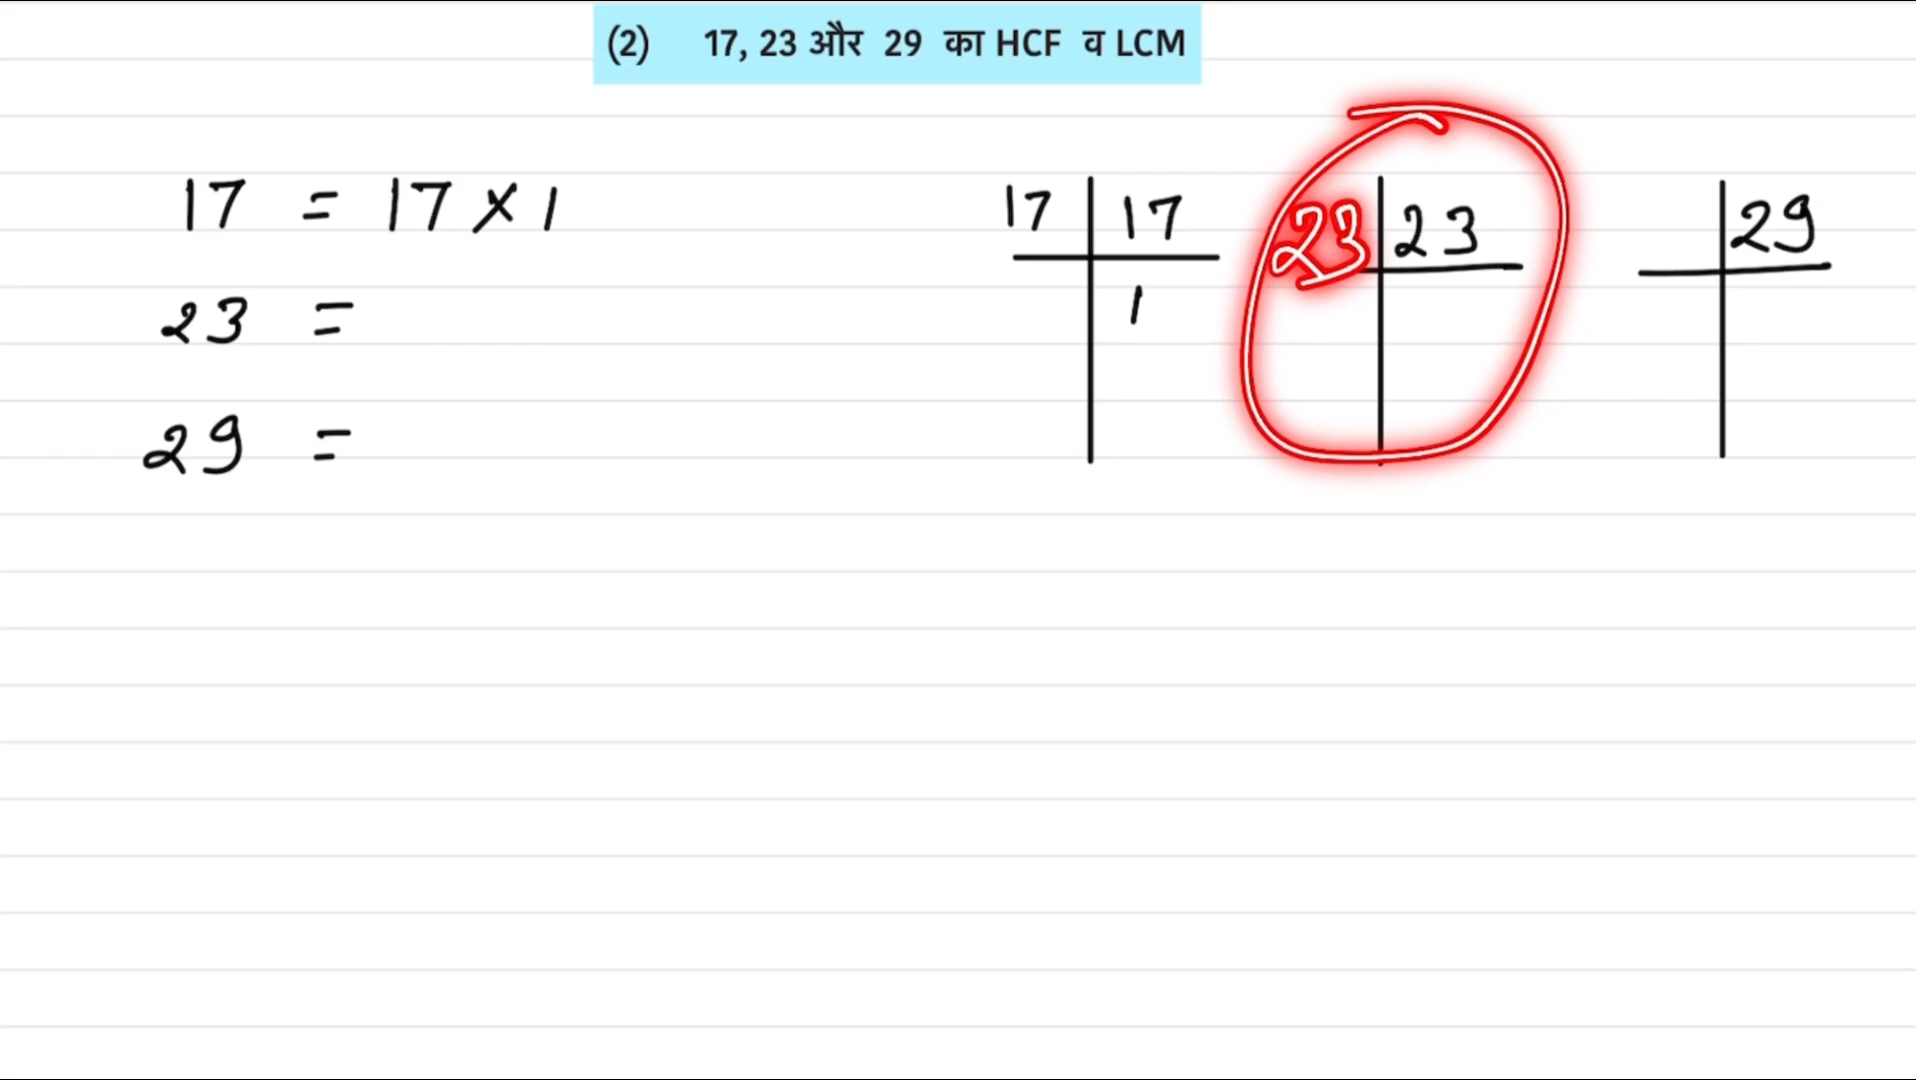 (2) 17, 23 और 29 का HCF व LCM
17 = 17 × 1
23 =
29 =
17 | 17
1
23 | 23
29